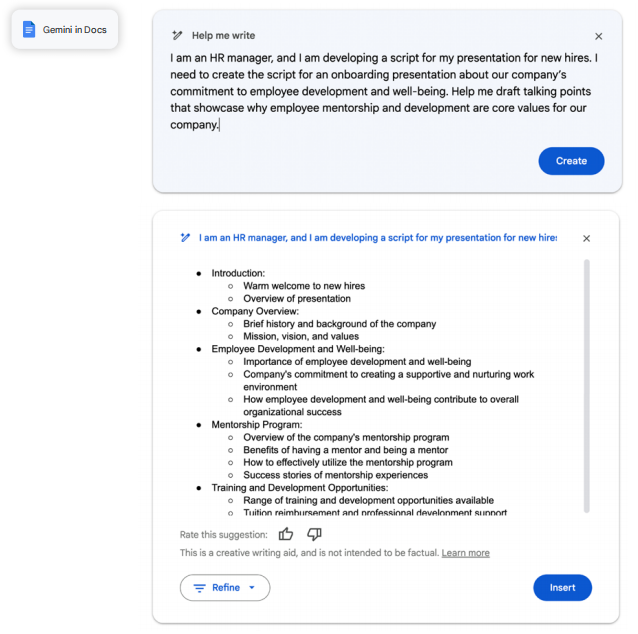 Gemini in Docs
Help me write
I am an HR manager, and I am developing a script for my presentation for new hires. I
need to create the script for an onboarding presentation about our company's
commitment to employee development and well-being. Help me draft talking points
that showcase why employee mentorship and development are core values for our
company.
Create
I am an HR manager, and I am developing a script for my presentation for new hires
● Introduction:
○ Warm welcome to new hires
○ Overview of presentation
● Company Overview:
○ Brief history and background of the company
○ Mission, vision, and values
● Employee Development and Well-being:
○ Importance of employee development and well-being
○ Company's commitment to creating a supportive and nurturing work
environment
○ How employee development and well-being contribute to overall
organizational success
● Mentorship Program:
○ Overview of the company's mentorship program
○ Benefits of having a mentor and being a mentor
○ How to effectively utilize the mentorship program
○ Success stories of mentorship experiences
● Training and Development Opportunities:
○ Range of training and development opportunities available
○ Tuition reimbursement and professional development support
Rate this suggestion:
This is a creative writing aid, and is not intended to be factual. Learn more
Refine
Insert